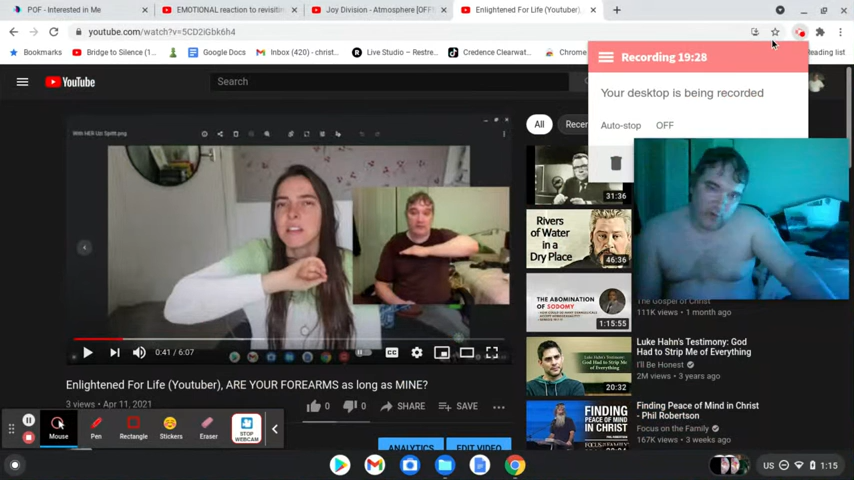 POF - Interested in Me
EMOTIONAL reaction to revisitin
Joy Division - Atmosphere [OFF
Enlightened For Life (Youtuber),
youtube.com/watch?v=5CD2iGbk6h4
Bookmarks
Bridge to Silence (1...
Google Docs
Inbox (420) - christ...
Live Studio – Restre...
Credence Clearwat...
Chrome
Reading list
Recording 19:28
Your desktop is being recorded
Auto-stop OFF
YouTube
Search
All
Recen
With HER Up Split!.png
31:36
Rivers
of Water
in a
Dry Place
46:36
THE ABOMINATION
OF
SODOMY
1:15:55
The Gospel of Christ
111K views • 1 month ago
Luke Hahn's Testimony: God
Had to Strip Me of Everything
I'll Be Honest
2M views • 3 years ago
20:32
FINDING
PEACE
OF MIND
IN
CHRIST
Finding Peace of Mind in Christ
- Phil Robertson
Focus on the Family
167K views • 3 weeks ago
0:41 / 6:07
CC
Enlightened For Life (Youtuber), ARE YOUR FOREARMS as long as MINE?
3 views • Apr 11, 2021
0
0
SHARE
SAVE
ANALYTICS
EDIT VIDEO
Mouse
Pen
Rectangle
Stickers
Eraser
STOP
WEBCAM
US
1:15